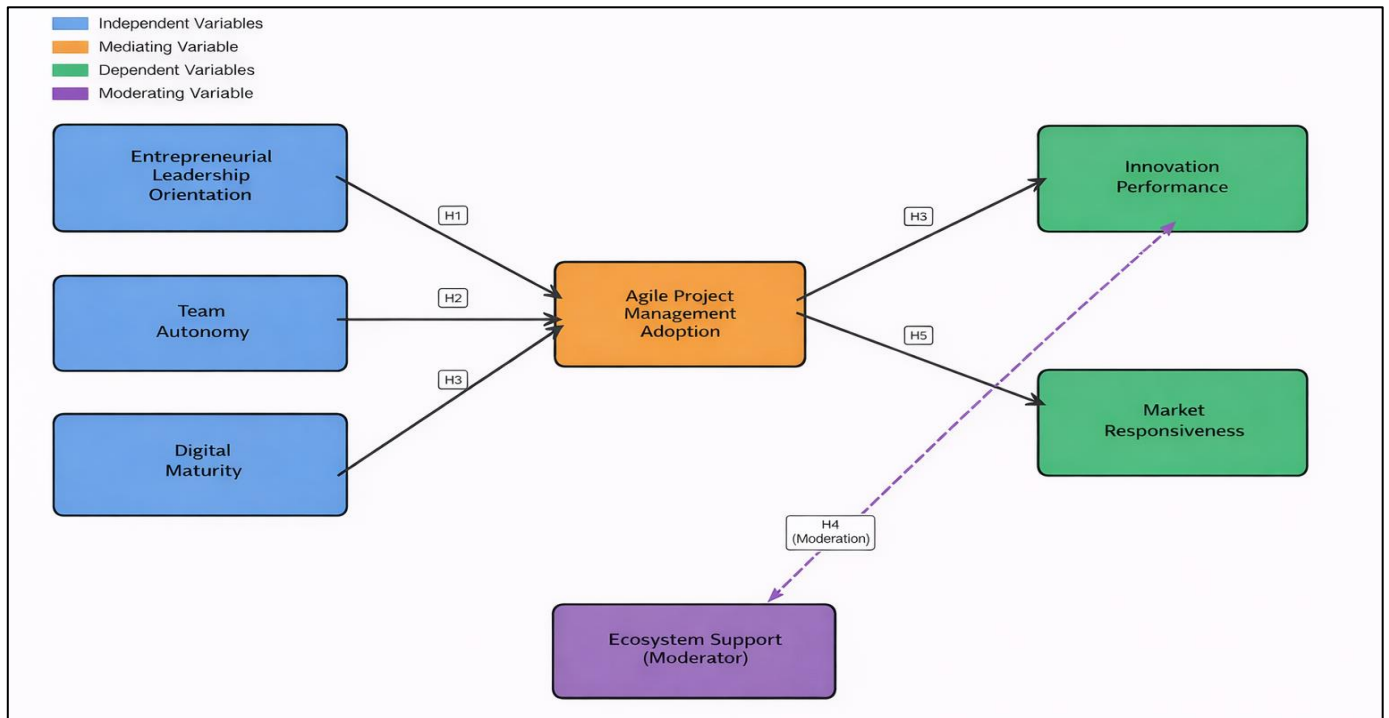 Independent Variables
Mediating Variable
Dependent Variables
Moderating Variable
Entrepreneurial
Leadership
Orientation
H1
Team
Autonomy
H2
Digital
Maturity
H3
Agile Project
Management
Adoption
H3
Innovation
Performance
H5
Market
Responsiveness
H4
(Moderation)
Ecosystem Support
(Moderator)